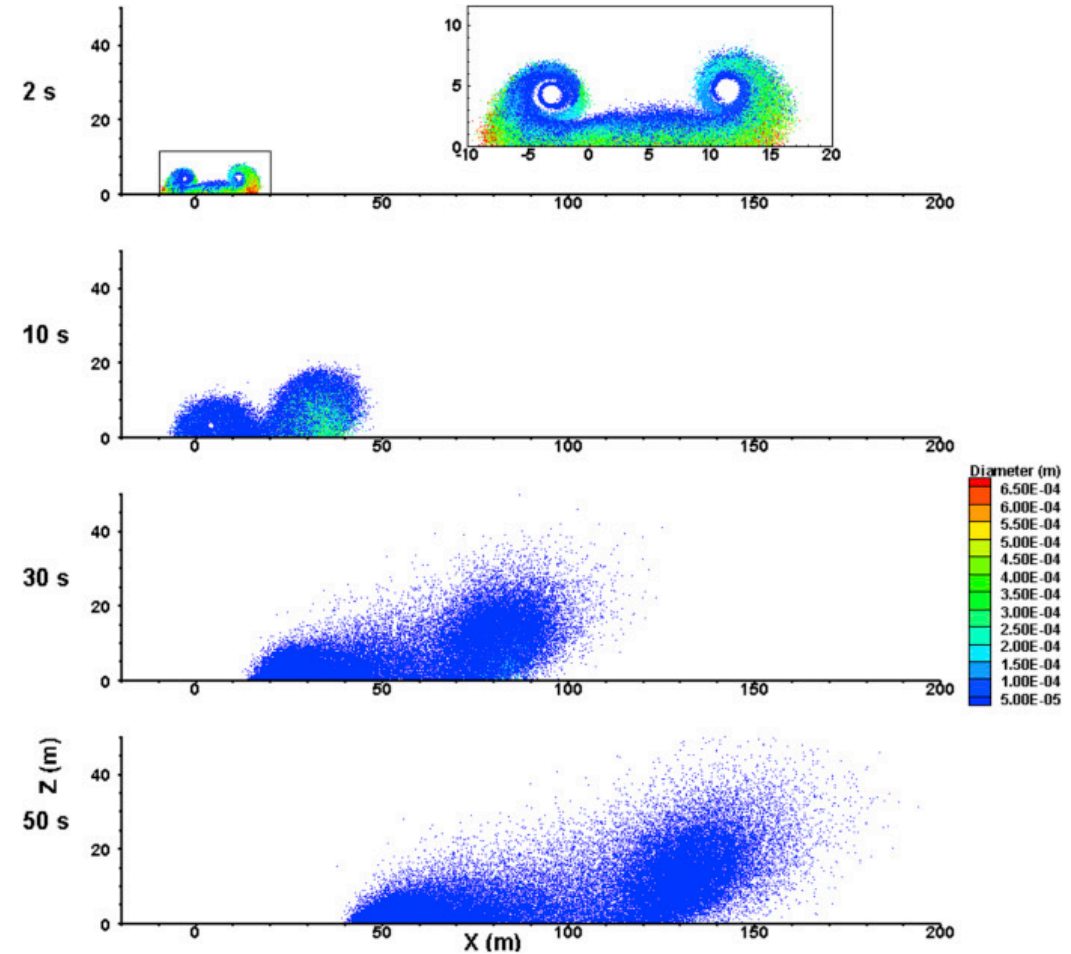 2 s
40
20
0
0
50
100
150
200
10
5
0
-10
-5
0
5
10
15
20
10 s
40
20
0
0
50
100
150
200
30 s
40
20
0
0
50
100
150
200
Diameter (m)
6.50E-04
6.00E-04
5.50E-04
5.00E-04
4.50E-04
4.00E-04
3.50E-04
3.00E-04
2.50E-04
2.00E-04
1.50E-04
1.00E-04
5.00E-05
50 s
Z (m)
40
20
0
0
50
100
150
200
X (m)